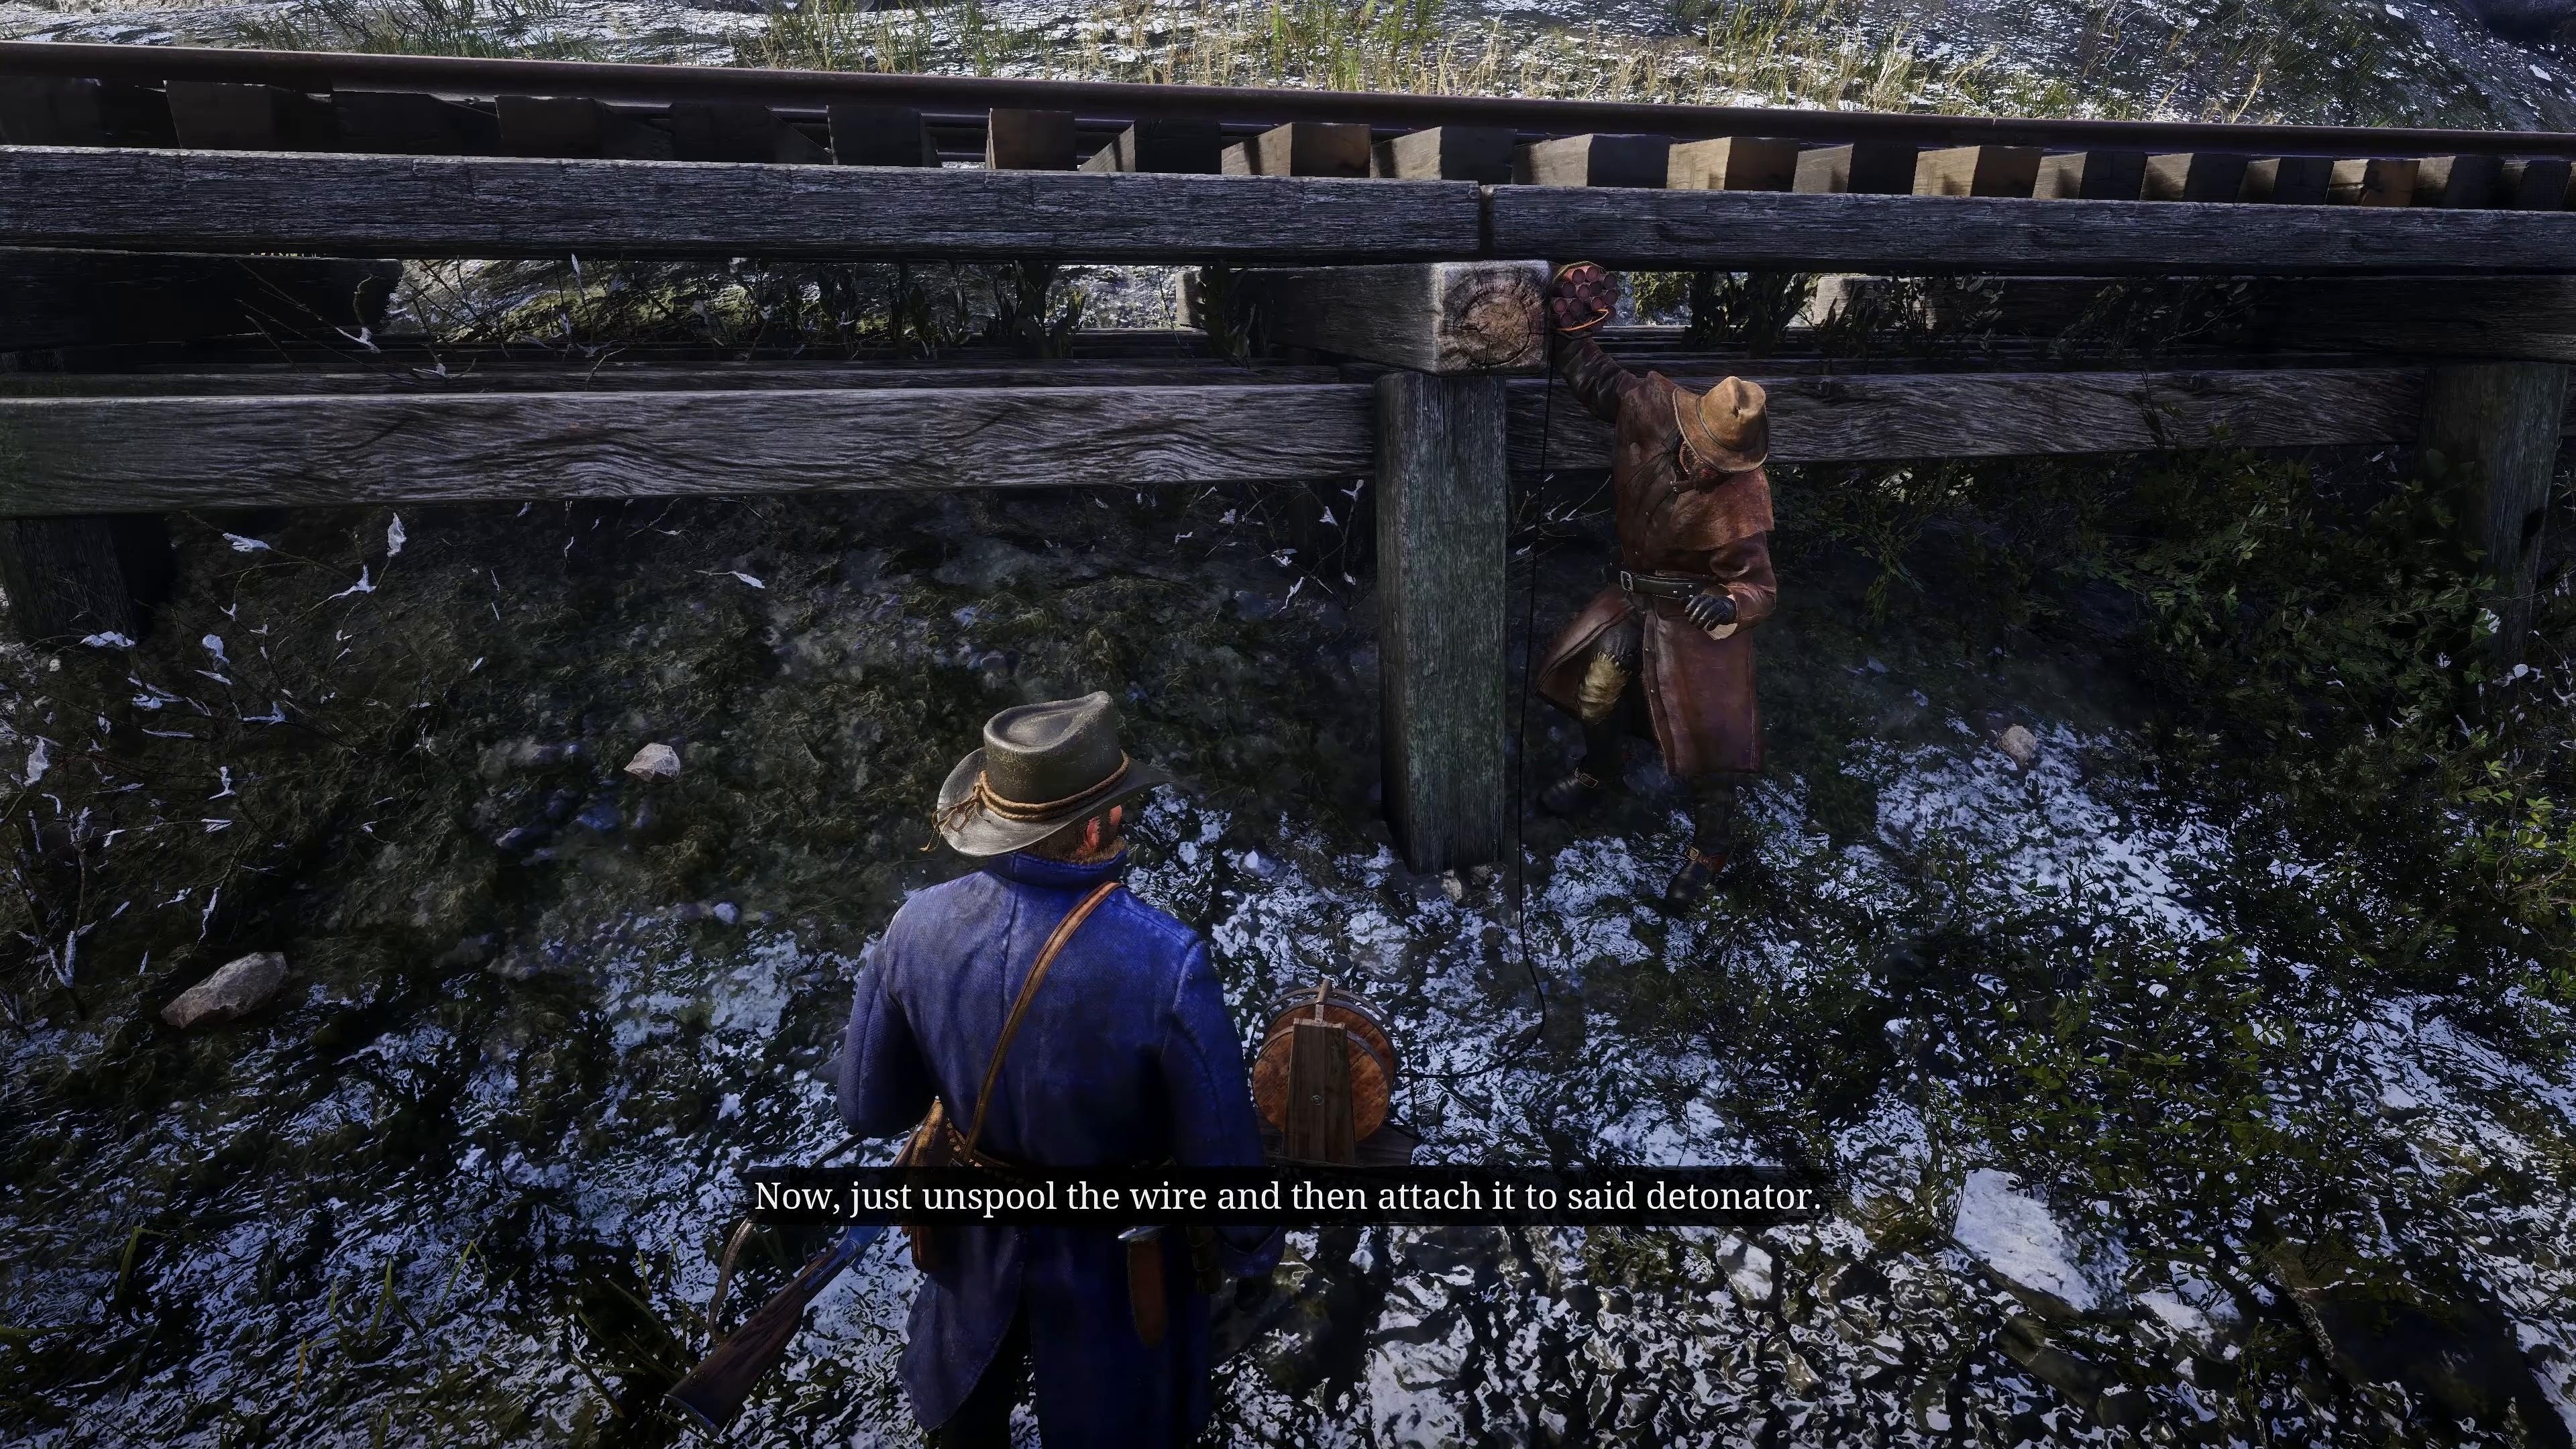 Now, just unspool the wire and then attach it to said detonator.